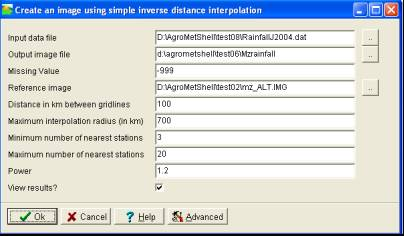 Create an image using simple inverse distance interpolation
Input data file D:\AgroMetShell\test08\RainfallJ2004.dat ..
Output image file d:\agrometshell\test06\Mzrainfall ..
Missing Value -999
Reference image D:\AgroMetShell\test02\mz_ALT.IMG ..
Distance in km between gridlines 100
Maximum interpolation radius (in km) 700
Minimum number of nearest stations 3
Maximum number of nearest stations 20
Power 1.2
View results?
Ok Cancel ? Help Advanced